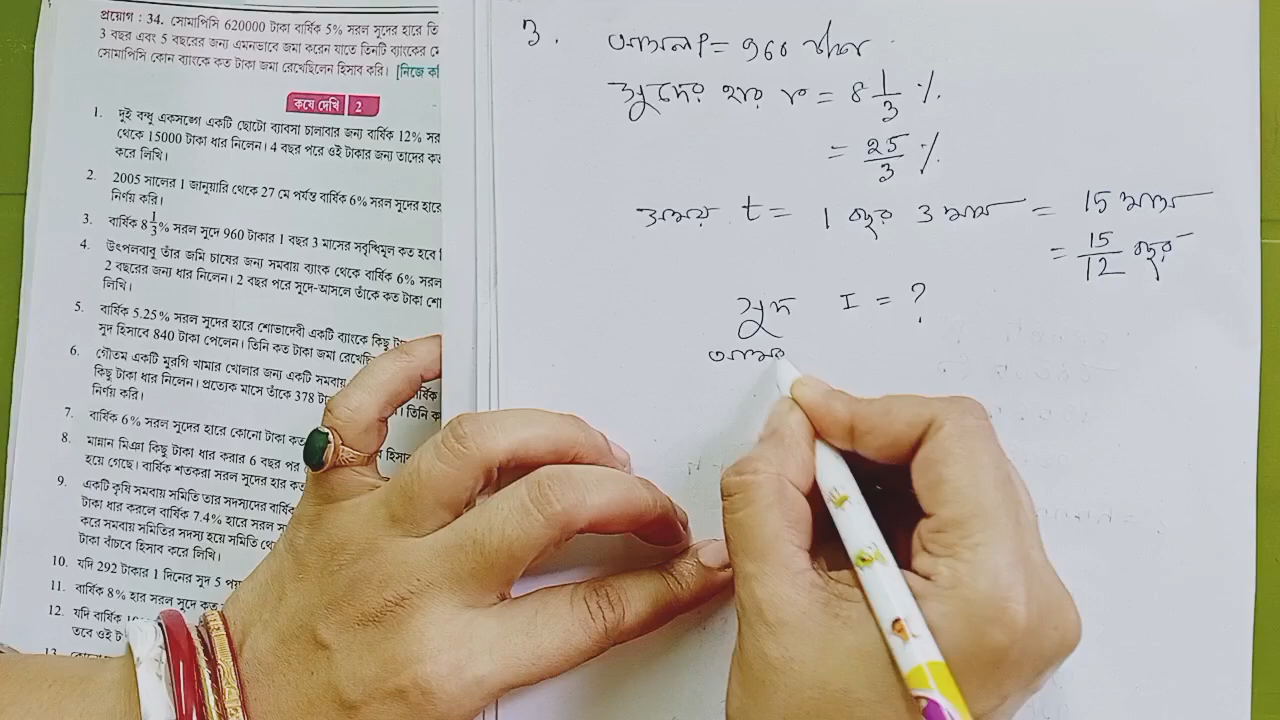 প্রয়োগ : 34. সোমাপিসি 620000 টাকা বার্ষিক 5% সরল সুদের হারে তি
3 বছর এবং 5 বছরের জন্য এমনভাবে জমা করেন যাতে তিনটি ব্যাংকের
সোমাপিসি কোন ব্যাংকে কত টাকা জমা রেখেছিলেন হিসাব করি। [নিজে করি
কষে দেখি 2
1. দুই বন্ধু একসঙ্গে একটি ছোটো ব্যাবসা চালাবার জন্য বার্ষিক 12% সর
থেকে 15000 টাকা ধার নিলেন। 4 বছর পরে ওই টাকার জন্য তাদের কত
করে লিখি।
2. 2005 সালের 1 জানুয়ারি থেকে 27 মে পর্যন্ত বার্ষিক 6% সরল সুদের হারে
নির্ণয় করি।
3. বার্ষিক 8 1/3% সরল সুদে 960 টাকার 1 বছর 3 মাসের সবৃদ্ধিমূল কত হবে
4. উৎপলবাবু তাঁর জমি চাষের জন্য সমবায় ব্যাংক থেকে বার্ষিক 6% সরল
2 বছরের জন্য ধার নিলেন। 2 বছর পরে সুদে-আসলে তাঁকে কত টাকা শো
লিখি।
5. বার্ষিক 5.25% সরল সুদের হারে শোভাদেবী একটি ব্যাংকে কিছু
সুদ হিসাবে 840 টাকা পেলেন। তিনি কত টাকা জমা রেখেছি
6. গৌতম একটি মুরগি খামার খোলার জন্য একটি সমবায়
কিছু টাকা ধার নিলেন। প্রত্যেক মাসে তাঁকে 378 । তিনি
নির্ণয় করি।
7. বার্ষিক 6% সরল সুদের হারে কোনো টাকা কত
8. মান্নান মিঞা কিছু টাকা ধার করার 6 বছর পর হিসা
হয়ে গেছে। বার্ষিক শতকরা সরল সুদের হার কত
9. একটি কৃষি সমবায় সমিতি তার সদস্যদের বার্ষিক
টাকা ধার করলে বার্ষিক 7.4% হারে সরল
করে সমবায় সমিতির সদস্য হয়ে সমিতি থে
টাকা বাঁচবে হিসাব করে লিখি।
10. যদি 292 টাকার 1 দিনের সুদ 5
11. বার্ষিক 8% হার সরল সুদে কত
12. যদি বার্ষিক
তবে ওই
13.
3. আসল P = 960 টাকা
সুদের হার r = 8 1/3 %
= 25/3 %
সময় t = 1 বছর 3 মাস = 15 মাস
= 15/12 বছর
সুদ I = ?